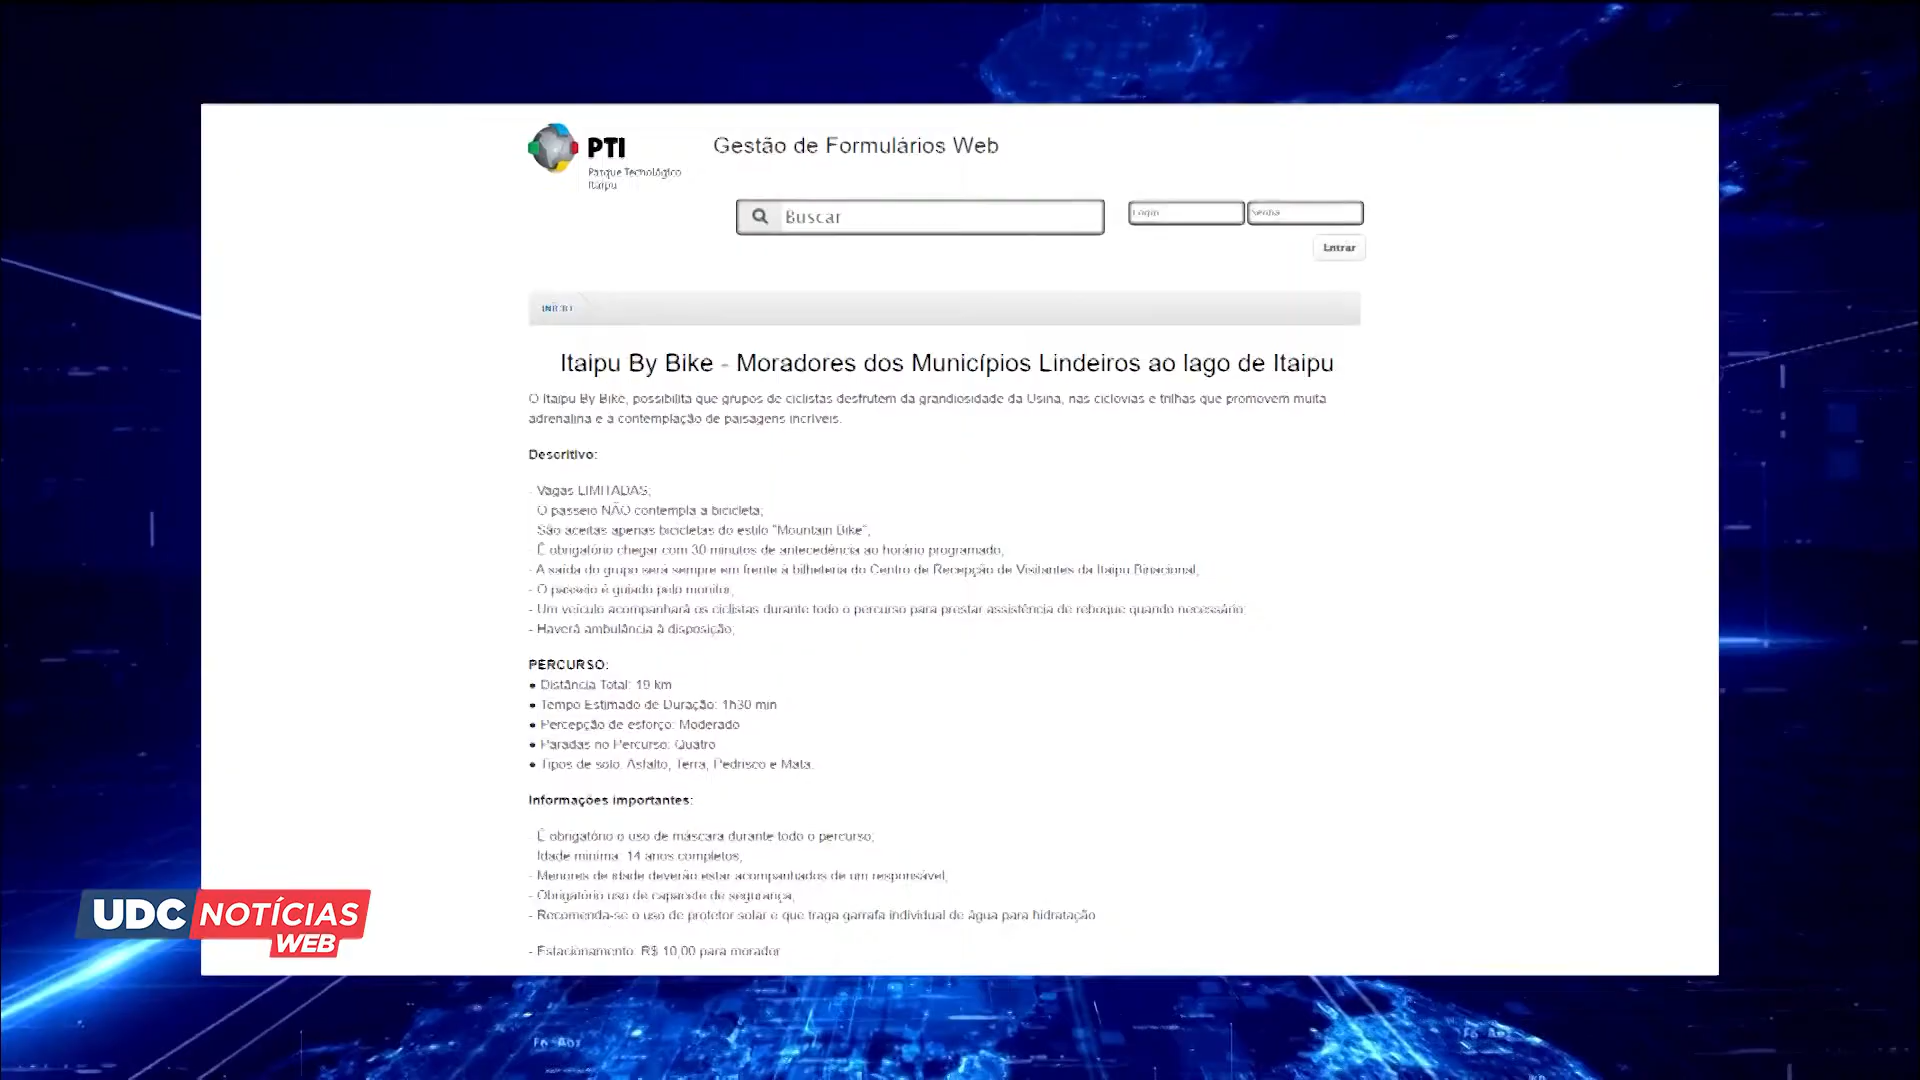 PTI
Parque Tecnológico
Itaipu
Gestão de Formulários Web
Buscar
Login
Senha
Entrar
INÍCIO
Itaipu By Bike - Moradores dos Municípios Lindeiros ao lago de Itaipu
O Itaipu By Bike, possibilita que grupos de ciclistas desfrutem da grandiosidade da Usina, nas ciclovias e trilhas que promovem muita
adrenalina e a contemplação de paisagens incríveis.
Descritivo:
- Vagas LIMITADAS;
O passeio NÃO contempla a bicicleta;
São aceitas apenas bicicletas do estilo "Mountain Bike";
É obrigatório chegar com 30 minutos de antecedência ao horário programado;
- A saída do grupo será sempre em frente à bilheteria do Centro de Recepção de Visitantes da Itaipu Binacional;
- O passeio é guiado pelo monitor;
- Um veículo acompanhará os ciclistas durante todo o percurso para prestar assistência de reboque quando necessário;
- Haverá ambulância à disposição;
PERCURSO:
• Distância Total: 19 km
• Tempo Estimado de Duração: 1h30 min
• Percepção de esforço: Moderado
• Paradas no Percurso: Quatro
• Tipos de solo: Asfalto, Terra, Pedrisco e Mata.
Informações importantes:
É obrigatório o uso de máscara durante todo o percurso;
Idade mínima: 14 anos completos;
- Menores de idade deverão estar acompanhados de um responsável;
- Obrigatório uso de capacete de segurança;
- Recomenda-se o uso de protetor solar e que traga garrafa individual de água para hidratação
- Estacionamento: R$ 10,00 para morador
UDC NOTÍCIAS
WEB